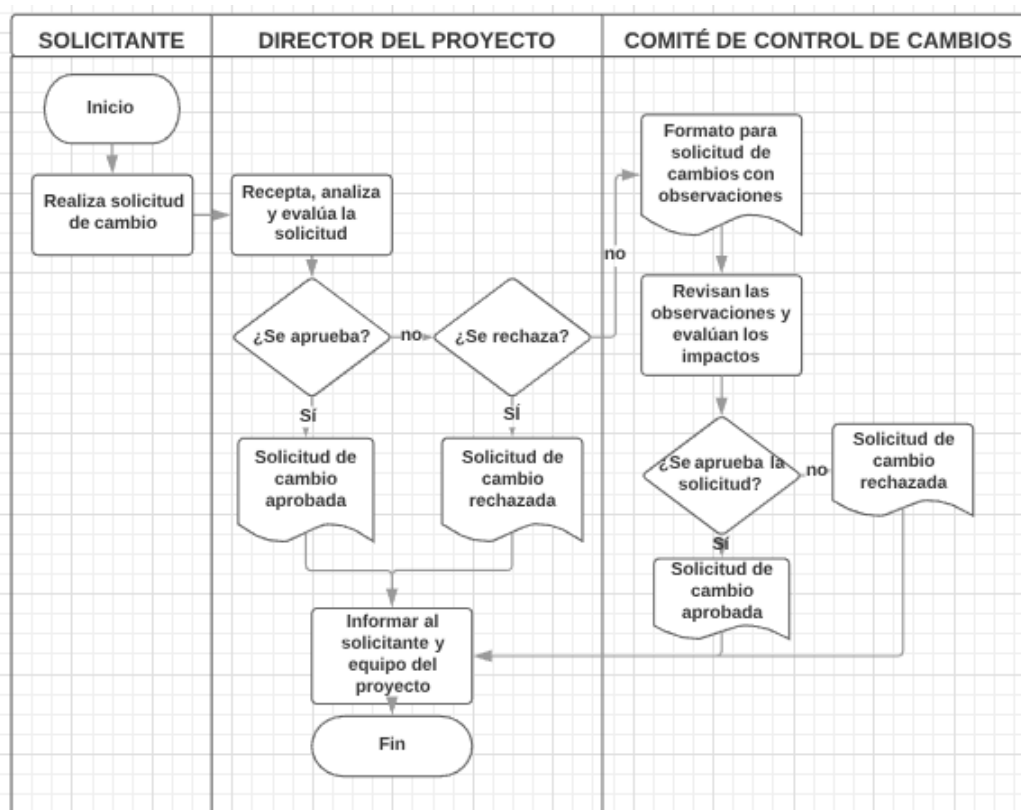 SOLICITANTE
DIRECTOR DEL PROYECTO
COMITÉ DE CONTROL DE CAMBIOS
Inicio
Realiza solicitud
de cambio
Recepta, analiza
y evalúa la
solicitud
¿Se aprueba?
no
¿Se rechaza?
no
Sí
SÍ
Solicitud de
cambio
aprobada
Solicitud de
cambio
rechazada
Informar al
solicitante y
equipo del
proyecto
Fin
Formato para
solicitud de
cambios con
observaciones
Revisan las
observaciones y
evalúan los
impactos
¿Se aprueba la
solicitud?
no
Solicitud de
cambio
rechazada
Sí
Solicitud de
cambio
aprobada